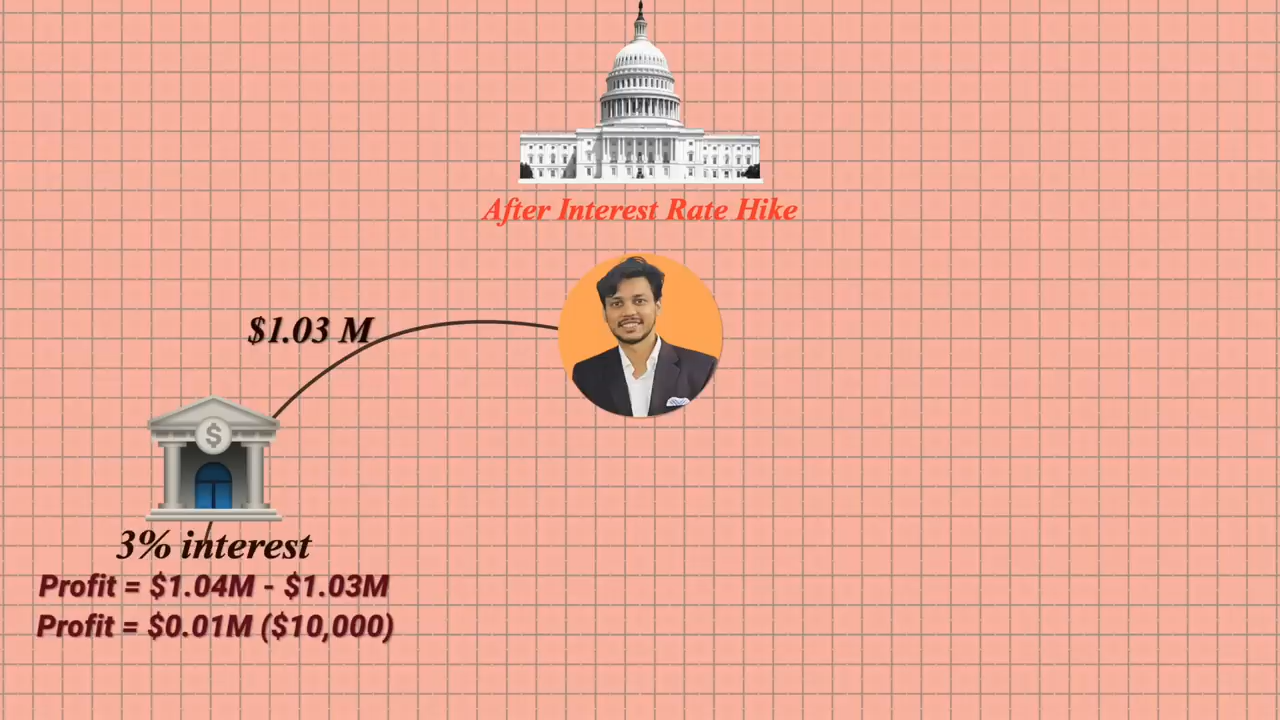 After Interest Rate Hike
$1.03 M
$
3% interest
Profit = $1.04M - $1.03M
Profit = $0.01M ($10,000)